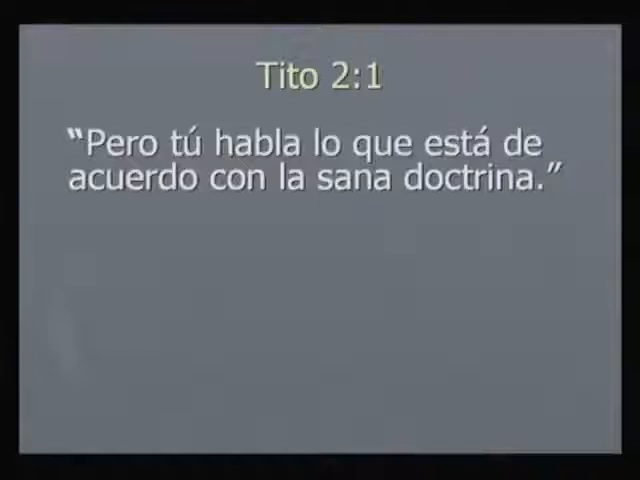 Tito 2:1
“Pero tú habla lo que está de
acuerdo con la sana doctrina.”